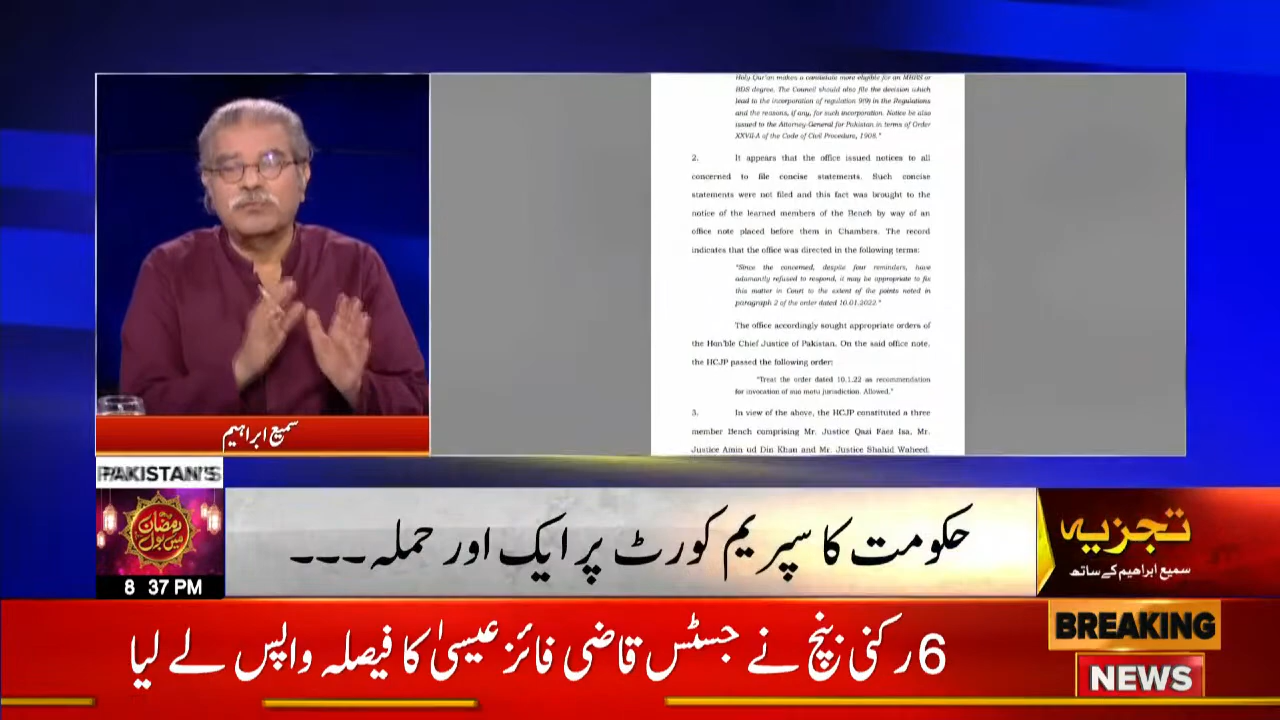 Holy Qur'an makes a candidate more eligible for an MBBS or
BDS degree. The Council should also file the decision which
lead to the incorporation of regulation 9(9) in the Regulations
and the reasons, if any, for such incorporation. Notice be also
issued to the Attorney-General for Pakistan in terms of Order
XXVII-A of the Code of Civil Procedure, 1908."
2. It appears that the office issued notices to all
concerned to file concise statements. Such concise
statements were not filed and this fact was brought to the
notice of the learned members of the Bench by way of an
office note placed before them in Chambers. The record
indicates that the office was directed in the following terms:
"Since the concerned, despite four reminders, have
adamantly refused to respond, it may be appropriate to fix
this matter in Court to the extent of the points noted in
paragraph 2 of the order dated 10.01.2022."
The office accordingly sought appropriate orders of
the Hon'ble Chief Justice of Pakistan. On the said office note,
the HCJP passed the following order:
"Treat the order dated 10.1.22 as recommendation
for invocation of suo motu jurisdiction. Allowed."
3. In view of the above, the HCJP constituted a three
member Bench comprising Mr. Justice Qazi Faez Isa, Mr.
Justice Amin ud Din Khan and Mr. Justice Shahid Waheed.
سمیع ابراہیم
PAKISTAN'S
رمضان
میں بول
8 37 PM
حکومت کا سپریم کورٹ پر ایک اور حملہ۔۔۔
تجزیہ
سمیع ابراھیم کے ساتھ
6 رکنی بنچ نے جسٹس قاضی فائز عیسیٰ کا فیصلہ واپس لے لیا
BREAKING
NEWS